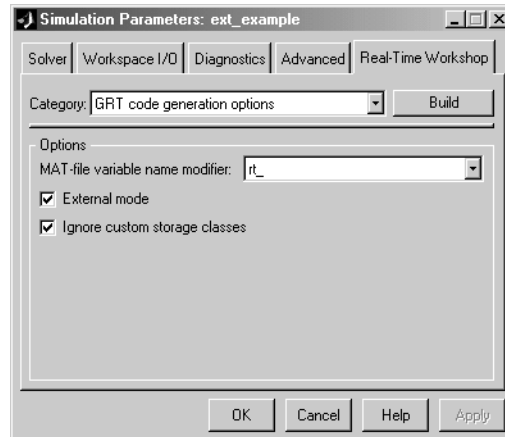 Simulation Parameters: ext_example
Solver Workspace I/O Diagnostics Advanced Real-Time Workshop
Category: GRT code generation options Build
Options
MAT-file variable name modifier: rt_
External mode
Ignore custom storage classes
OK Cancel Help Apply